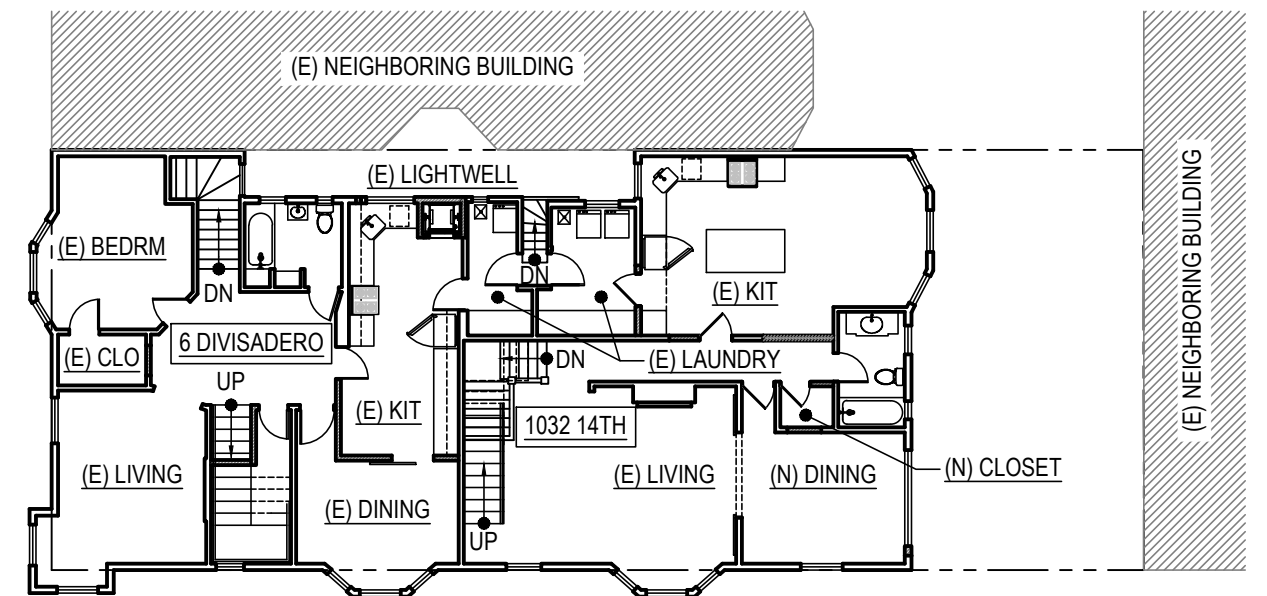 (E) NEIGHBORING BUILDING
(E) NEIGHBORING BUILDING
(E) LIGHTWELL
(E) BEDRM
DN
DN
(E) KIT
6 DIVISADERO
(E) CLO
(E) LAUNDRY
DN
UP
(E) KIT
1032 14TH
(E) LIVING
(E) LIVING
(N) DINING
(N) CLOSET
(E) DINING
UP